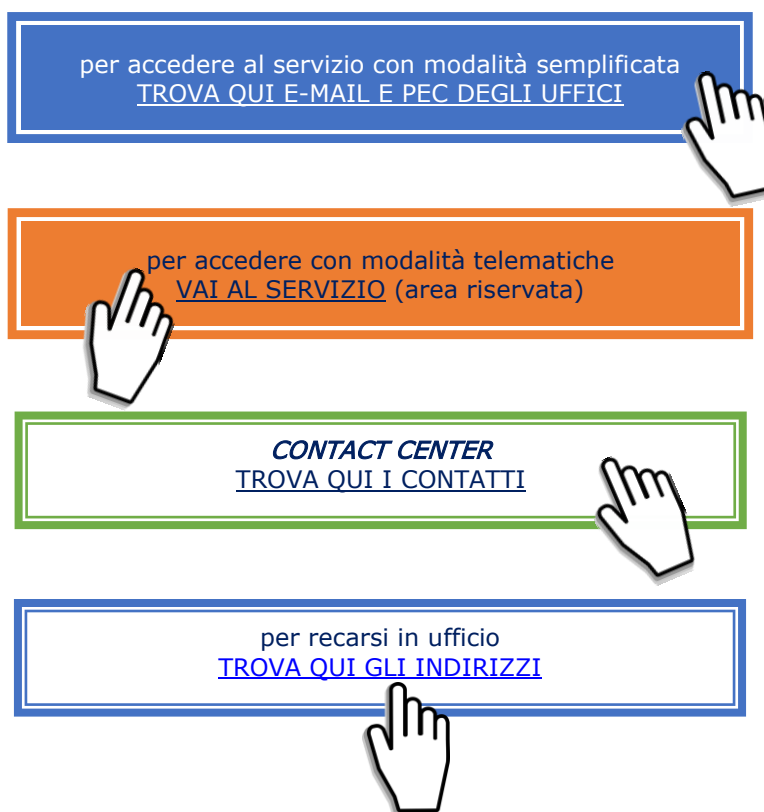 per accedere al servizio con modalità semplificata
TROVA QUI E-MAIL E PEC DEGLI UFFICI
per accedere con modalità telematiche
VAI AL SERVIZIO (area riservata)
CONTACT CENTER
TROVA QUI I CONTATTI
per recarsi in ufficio
TROVA QUI GLI INDIRIZZI